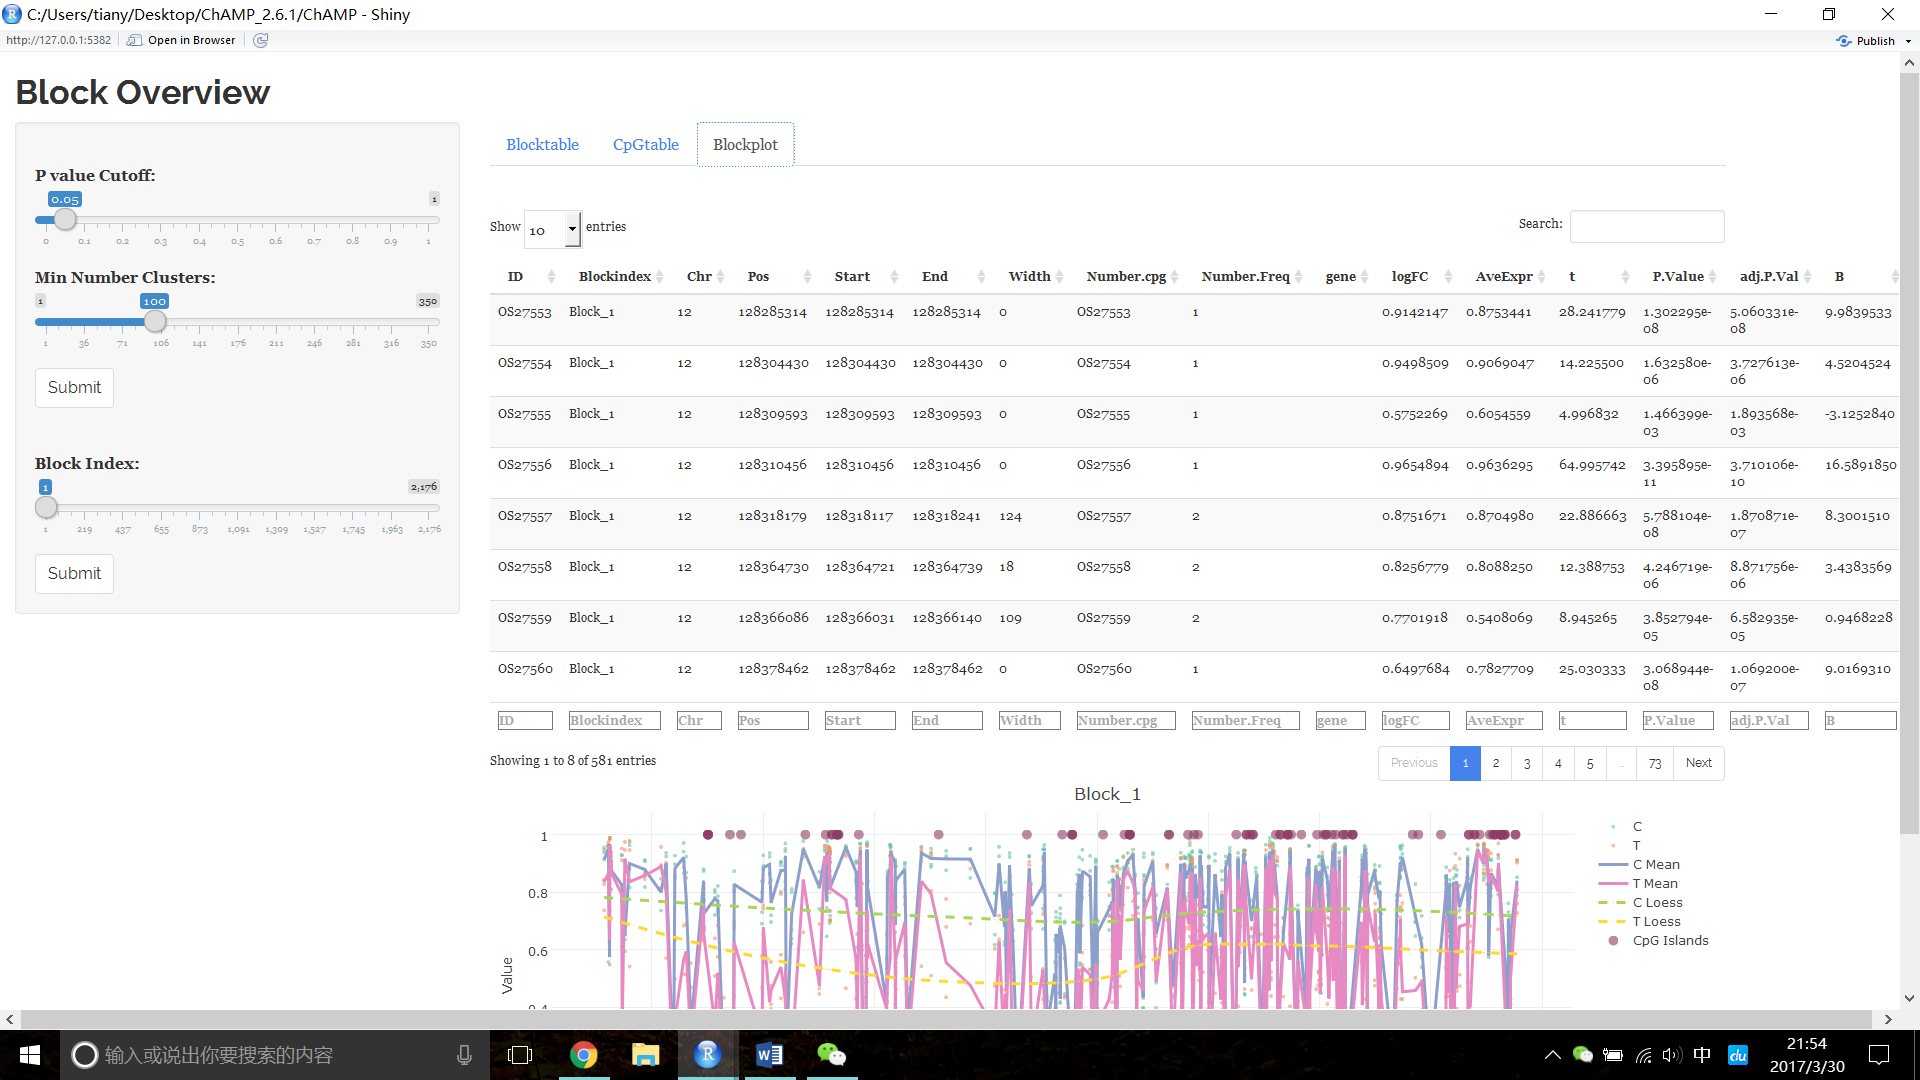 C:/Users/tiany/Desktop/ChAMP_2.6.1/ChAMP - Shiny
http://127.0.0.1:5382 Open in Browser Publish
Block Overview
P value Cutoff:
0.05 1
0 0.1 0.2 0.3 0.4 0.5 0.6 0.7 0.8 0.9 1
Min Number Clusters:
1 100 350
1 36 71 106 141 176 211 246 281 316 350
Submit
Block Index:
1 2,176
1 219 437 655 873 1,091 1,309 1,527 1,745 1,963 2,176
Submit
Blocktable CpGtable Blockplot
Show 10 entries Search:
ID Blockindex Chr Pos Start End Width Number.cpg Number.Freq gene logFC AveExpr t P.Value adj.P.Val B
OS27553 Block_1 12 128285314 128285314 128285314 0 OS27553 1 0.9142147 0.8753441 28.241779 1.302295e-08 5.060331e-08 9.9839533
OS27554 Block_1 12 128304430 128304430 128304430 0 OS27554 1 0.9498509 0.9069047 14.225500 1.632580e-06 3.727613e-06 4.5204524
OS27555 Block_1 12 128309593 128309593 128309593 0 OS27555 1 0.5752269 0.6054559 4.996832 1.466399e-03 1.893568e-03 -3.1252840
OS27556 Block_1 12 128310456 128310456 128310456 0 OS27556 1 0.9654894 0.9636295 64.995742 3.395895e-11 3.710106e-10 16.5891850
OS27557 Block_1 12 128318179 128318117 128318241 124 OS27557 2 0.8751671 0.8704980 22.886663 5.788104e-08 1.870871e-07 8.3001510
OS27558 Block_1 12 128364730 128364721 128364739 18 OS27558 2 0.8256779 0.8088250 12.388753 4.246719e-06 8.871756e-06 3.4383569
OS27559 Block_1 12 128366086 128366031 128366140 109 OS27559 2 0.7701918 0.5408069 8.945265 3.852794e-05 6.582935e-05 0.9468228
OS27560 Block_1 12 128378462 128378462 128378462 0 OS27560 1 0.6497684 0.7827709 25.030333 3.068944e-08 1.069200e-07 9.0169310
ID Blockindex Chr Pos Start End Width Number.cpg Number.Freq gene logFC AveExpr t P.Value adj.P.Val B
Showing 1 to 8 of 581 entries Previous 1 2 3 4 5 … 73 Next
Block_1
1
0.8
0.6
0.4
Value
C
T
C Mean
T Mean
C Loess
T Loess
CpG Islands
输入或说出你要搜索的内容
中
du
21:54
2017/3/30